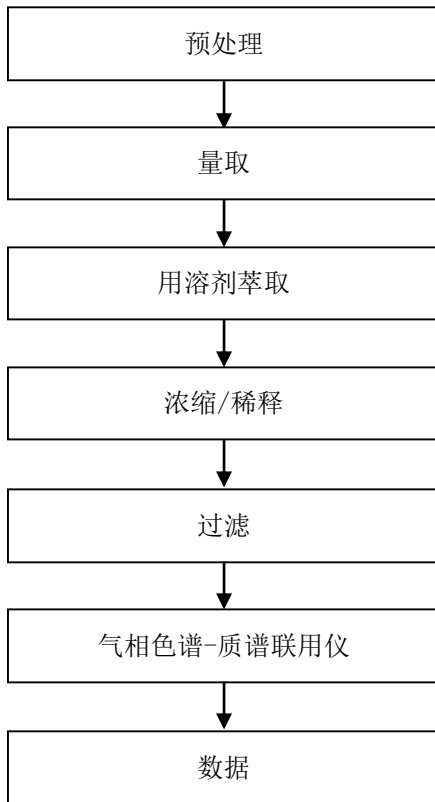 预处理
量取
用溶剂萃取
浓缩/稀释
过滤
气相色谱-质谱联用仪
数据